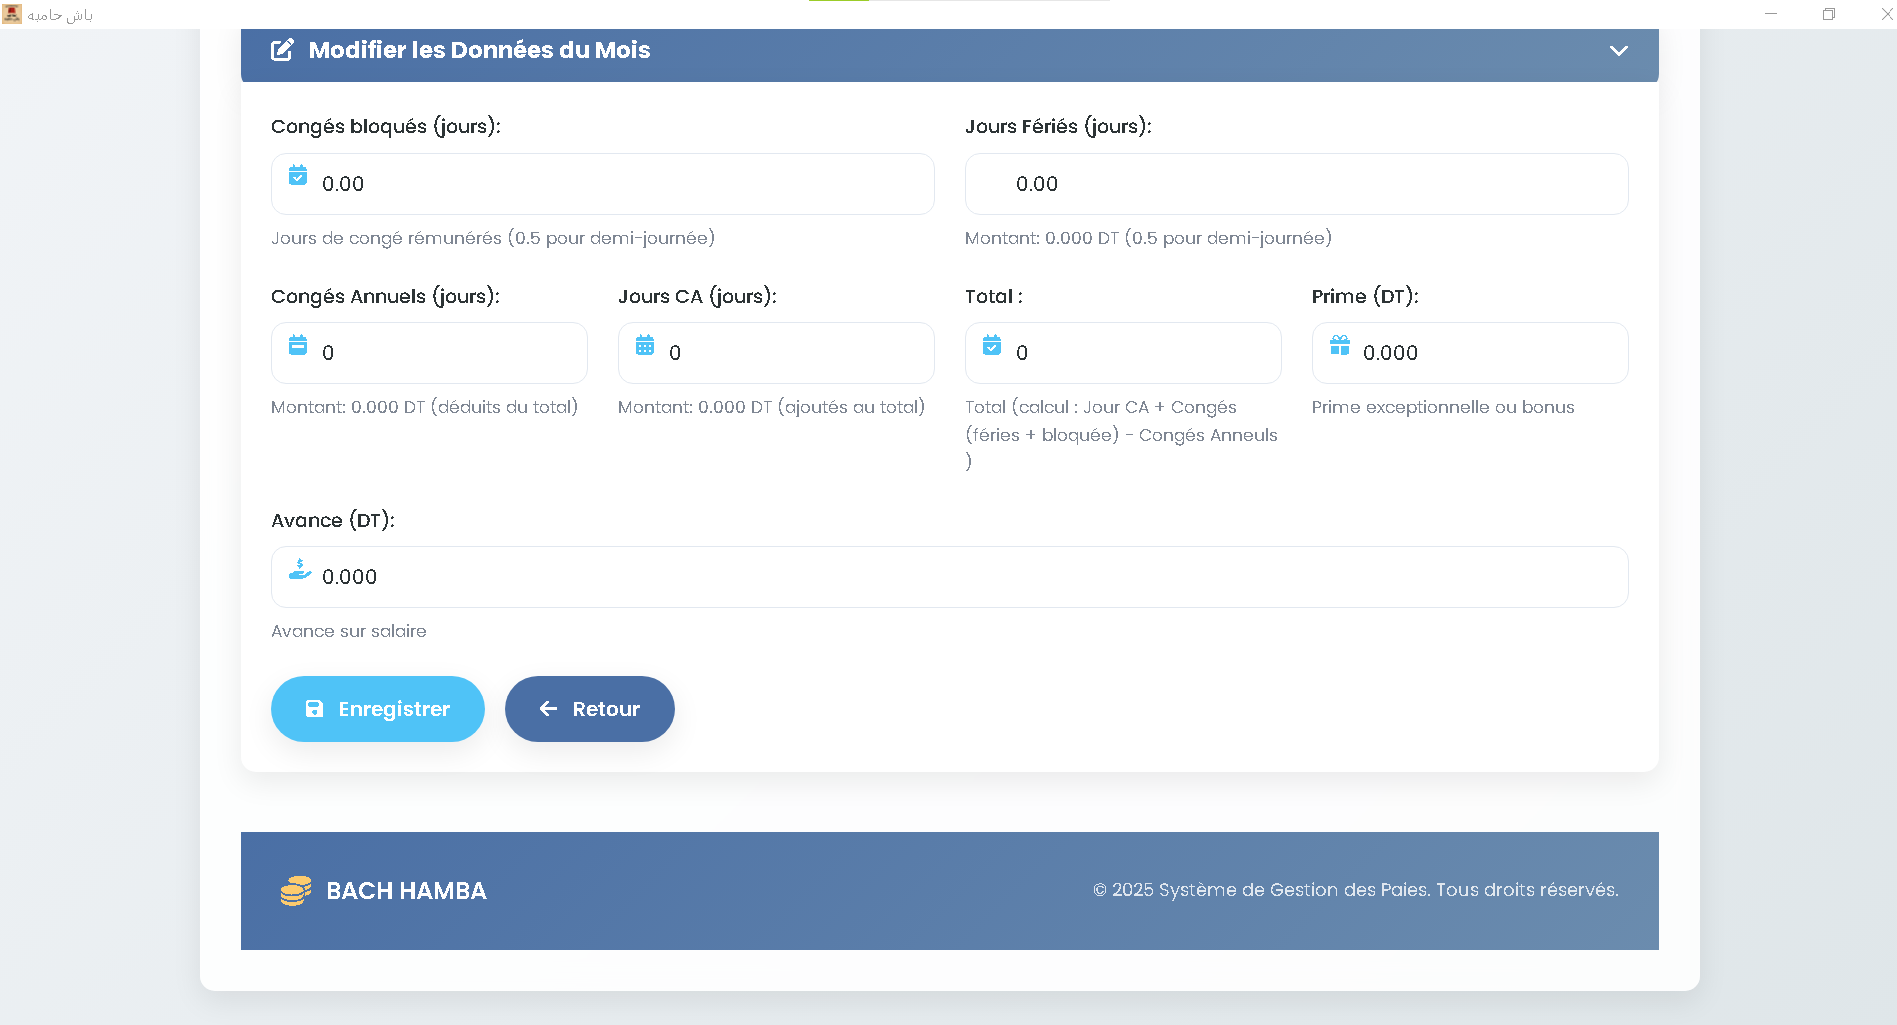 باش حامبه
Modifier les Données du Mois
Congés bloqués (jours):
Jours Fériés (jours):
0.00
0.00
Jours de congé rémunérés (0.5 pour demi-journée)
Montant: 0.000 DT (0.5 pour demi-journée)
Congés Annuels (jours):
Jours CA (jours):
Total :
Prime (DT):
0
0
0
0.000
Montant: 0.000 DT (déduits du total)
Montant: 0.000 DT (ajoutés au total)
Total (calcul : Jour CA + Congés
(féries + bloquée) - Congés Anneuls
)
Prime exceptionnelle ou bonus
Avance (DT):
0.000
Avance sur salaire
Enregistrer
Retour
BACH HAMBA
© 2025 Système de Gestion des Paies. Tous droits réservés.